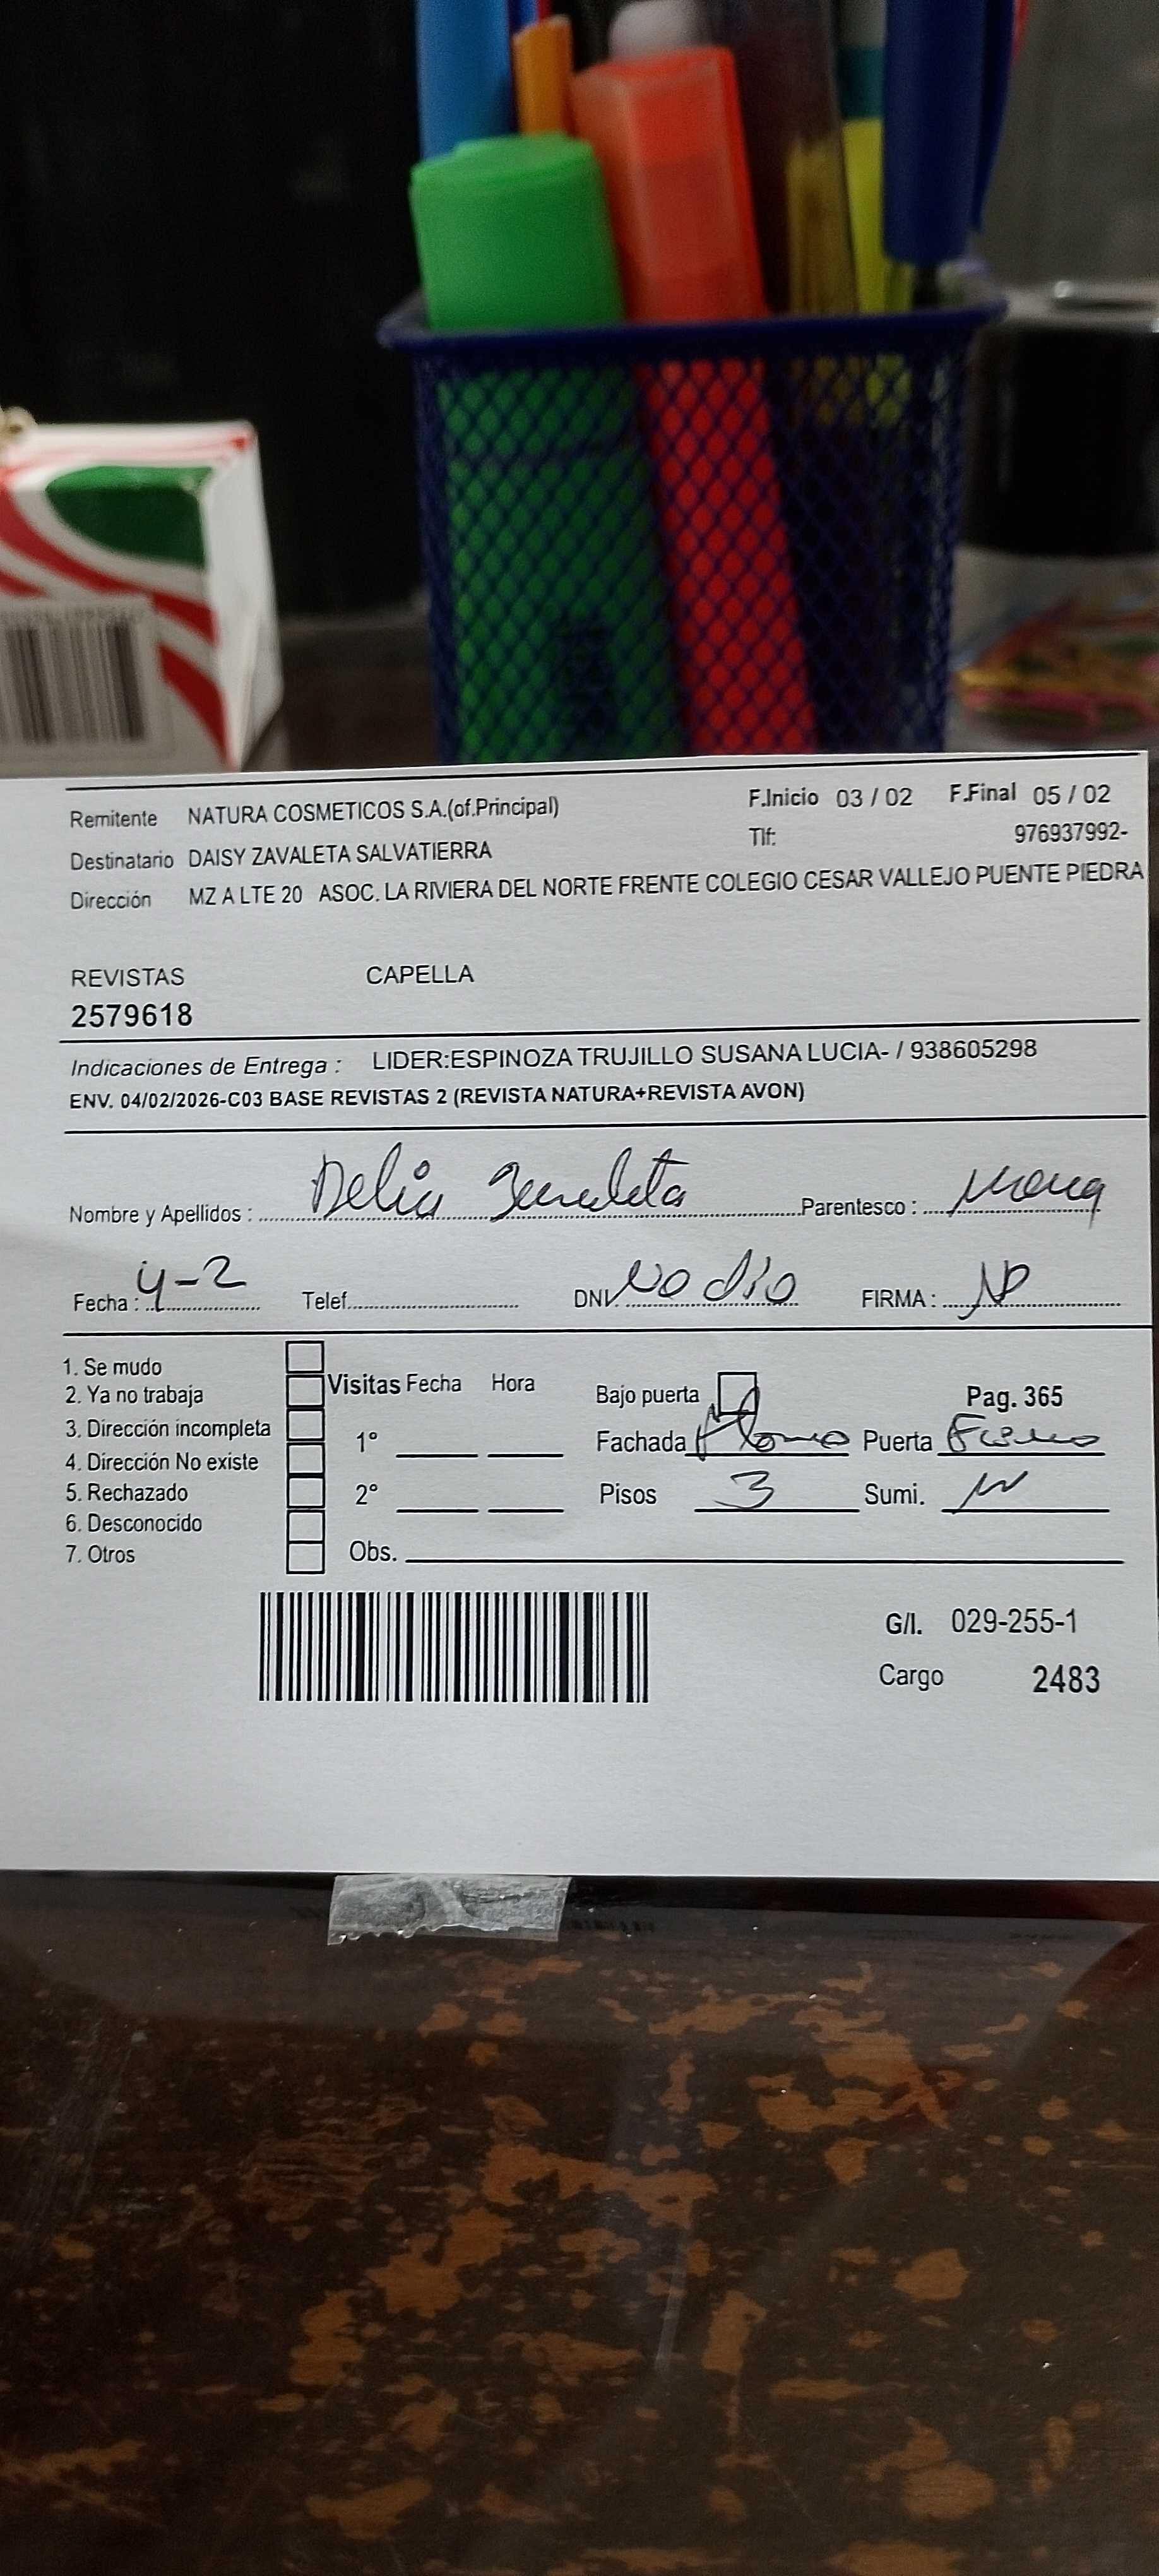 Remitente NATURA COSMETICOS S.A.(of.Principal) F.Inicio 03 / 02 F.Final 05 / 02
Tlf: 976937992-
Destinatario DAISY ZAVALETA SALVATIERRA
Dirección MZ A LTE 20 ASOC. LA RIVIERA DEL NORTE FRENTE COLEGIO CESAR VALLEJO PUENTE PIEDRA
REVISTAS CAPELLA
2579618
Indicaciones de Entrega : LIDER:ESPINOZA TRUJILLO SUSANA LUCIA- / 938605298
ENV. 04/02/2026-C03 BASE REVISTAS 2 (REVISTA NATURA+REVISTA AVON)
Nombre y Apellidos : Delia Parentesco :
Fecha : 4-2 Telef. DNI No dio FIRMA :
1. Se mudo
2. Ya no trabaja
3. Dirección incompleta
4. Dirección No existe
5. Rechazado
6. Desconocido
7. Otros
Visitas Fecha Hora
1°
2°
Obs.
Bajo puerta Pag. 365
Fachada Puerta Fierro
Pisos 3 Sumi.
G/I. 029-255-1
Cargo 2483